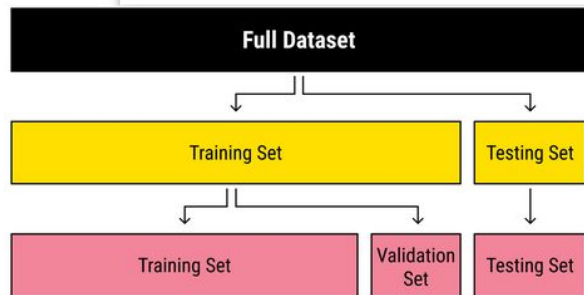 Full Dataset
Training Set
Testing Set
Training Set
Validation
Set
Testing Set